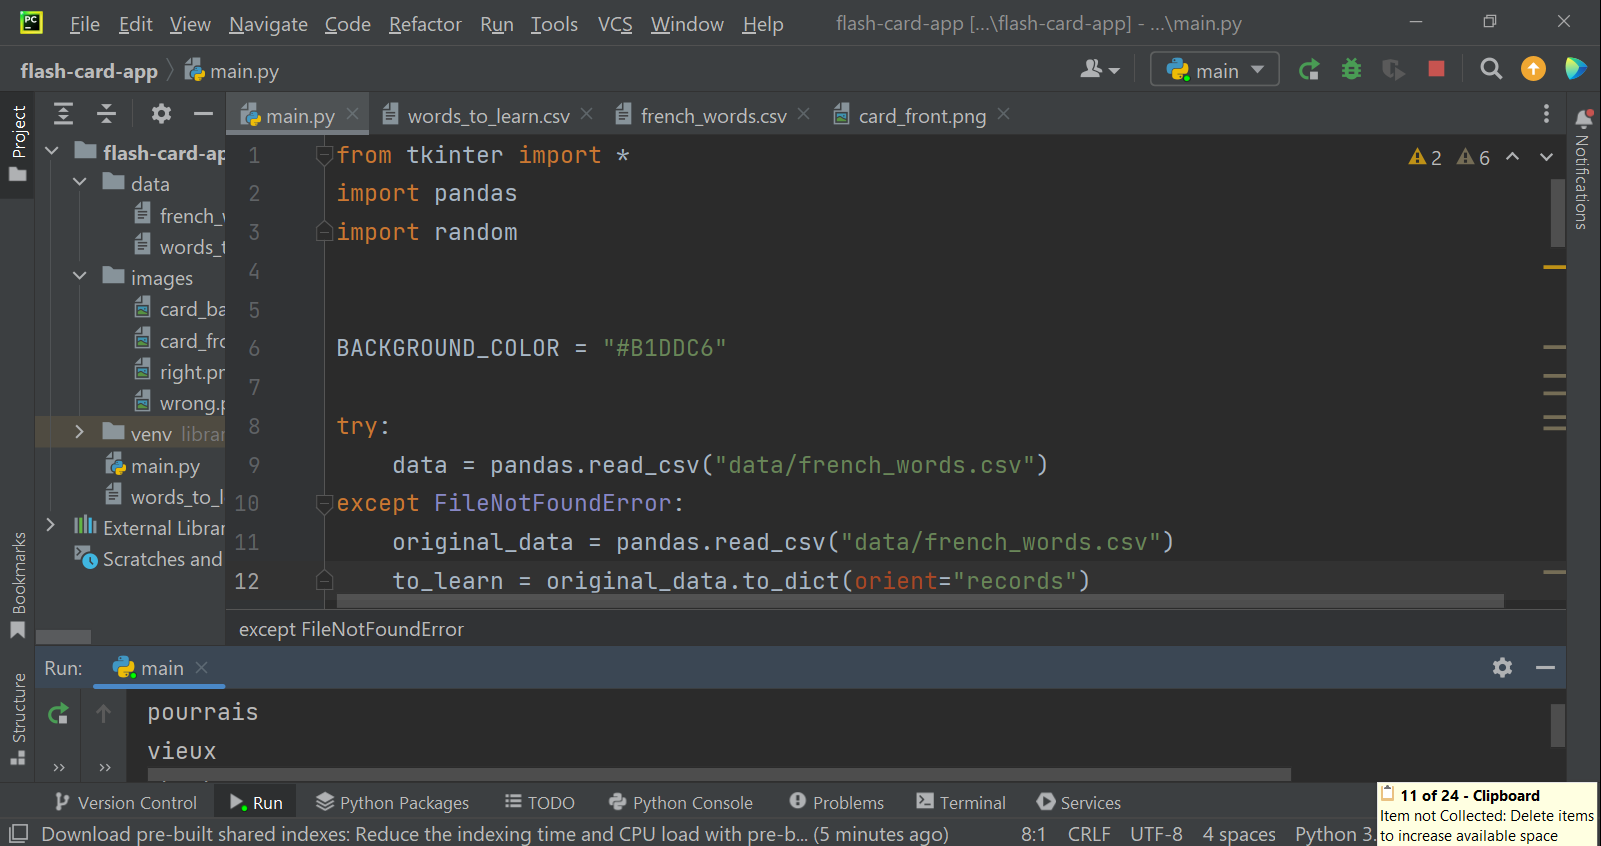 PC File Edit View Navigate Code Refactor Run Tools VCS Window Help flash-card-app [...\flash-card-app] - ...\main.py
flash-card-app main.py main
Project
main.py words_to_learn.csv french_words.csv card_front.png
Notifications
flash-card-ap
data
french_w
words_t
images
card_ba
card_fro
right.pn
wrong.p
venv librar
main.py
words_to_l
External Librar
Scratches and
2 6
1 from tkinter import *
2 import pandas
3 import random
4
5
6 BACKGROUND_COLOR = "#B1DDC6"
7
8 try:
9 data = pandas.read_csv("data/french_words.csv")
10 except FileNotFoundError:
11 original_data = pandas.read_csv("data/french_words.csv")
12 to_learn = original_data.to_dict(orient="records")
except FileNotFoundError
Bookmarks
Structure
Run: main
pourrais
vieux
Version Control Run Python Packages TODO Python Console Problems Terminal Services
Download pre-built shared indexes: Reduce the indexing time and CPU load with pre-b... (5 minutes ago) 8:1 CRLF UTF-8 4 spaces Python 3.
11 of 24 - Clipboard
Item not Collected: Delete items
to increase available space